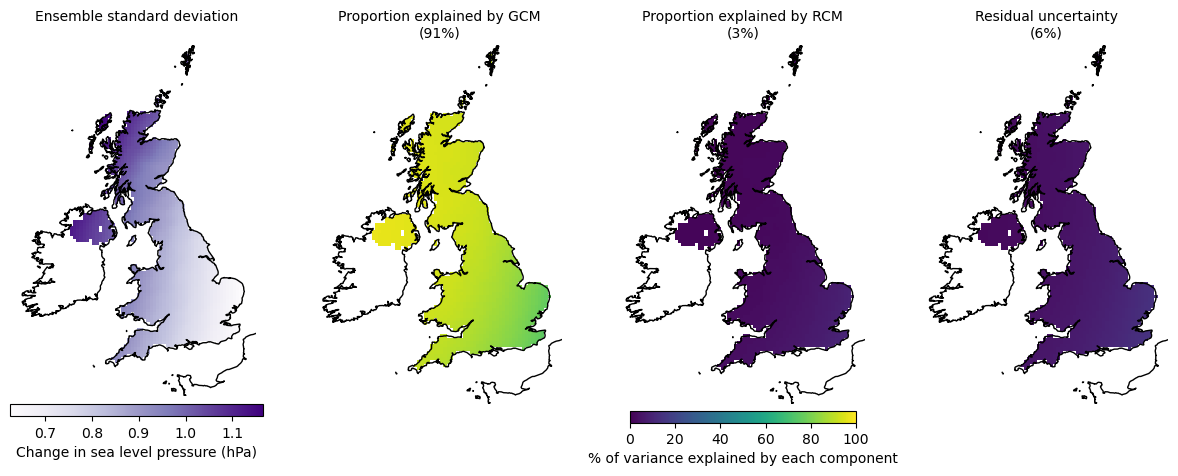 Ensemble standard deviation
Proportion explained by GCM
(91%)
Proportion explained by RCM
(3%)
Residual uncertainty
(6%)
0.7 0.8 0.9 1.0 1.1
Change in sea level pressure (hPa)
0 20 40 60 80 100
% of variance explained by each component